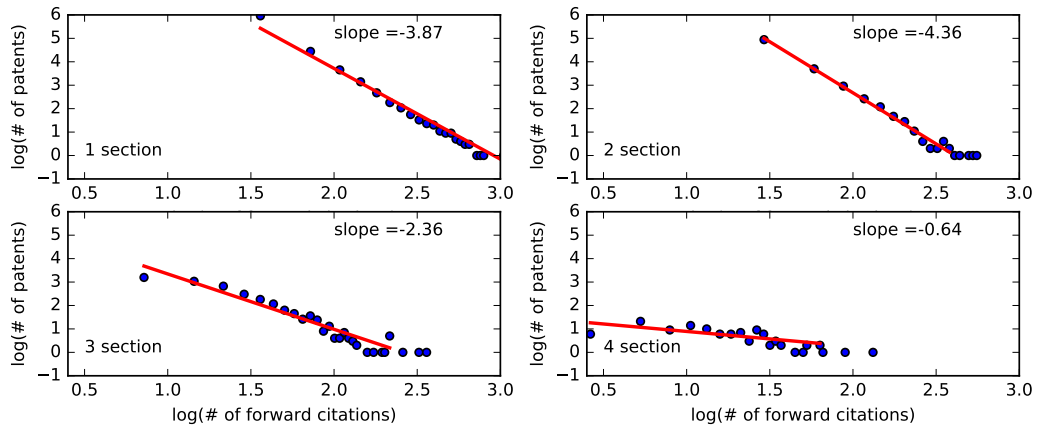 6
5
4
3
2
1
0
−1
log(# of patents)
slope =-3.87
1 section
0.5 1.0 1.5 2.0 2.5 3.0
6
5
4
3
2
1
0
−1
log(# of patents)
slope =-4.36
2 section
0.5 1.0 1.5 2.0 2.5 3.0
6
5
4
3
2
1
0
−1
log(# of patents)
slope =-2.36
3 section
0.5 1.0 1.5 2.0 2.5 3.0
log(# of forward citations)
6
5
4
3
2
1
0
−1
log(# of patents)
slope =-0.64
4 section
0.5 1.0 1.5 2.0 2.5 3.0
log(# of forward citations)